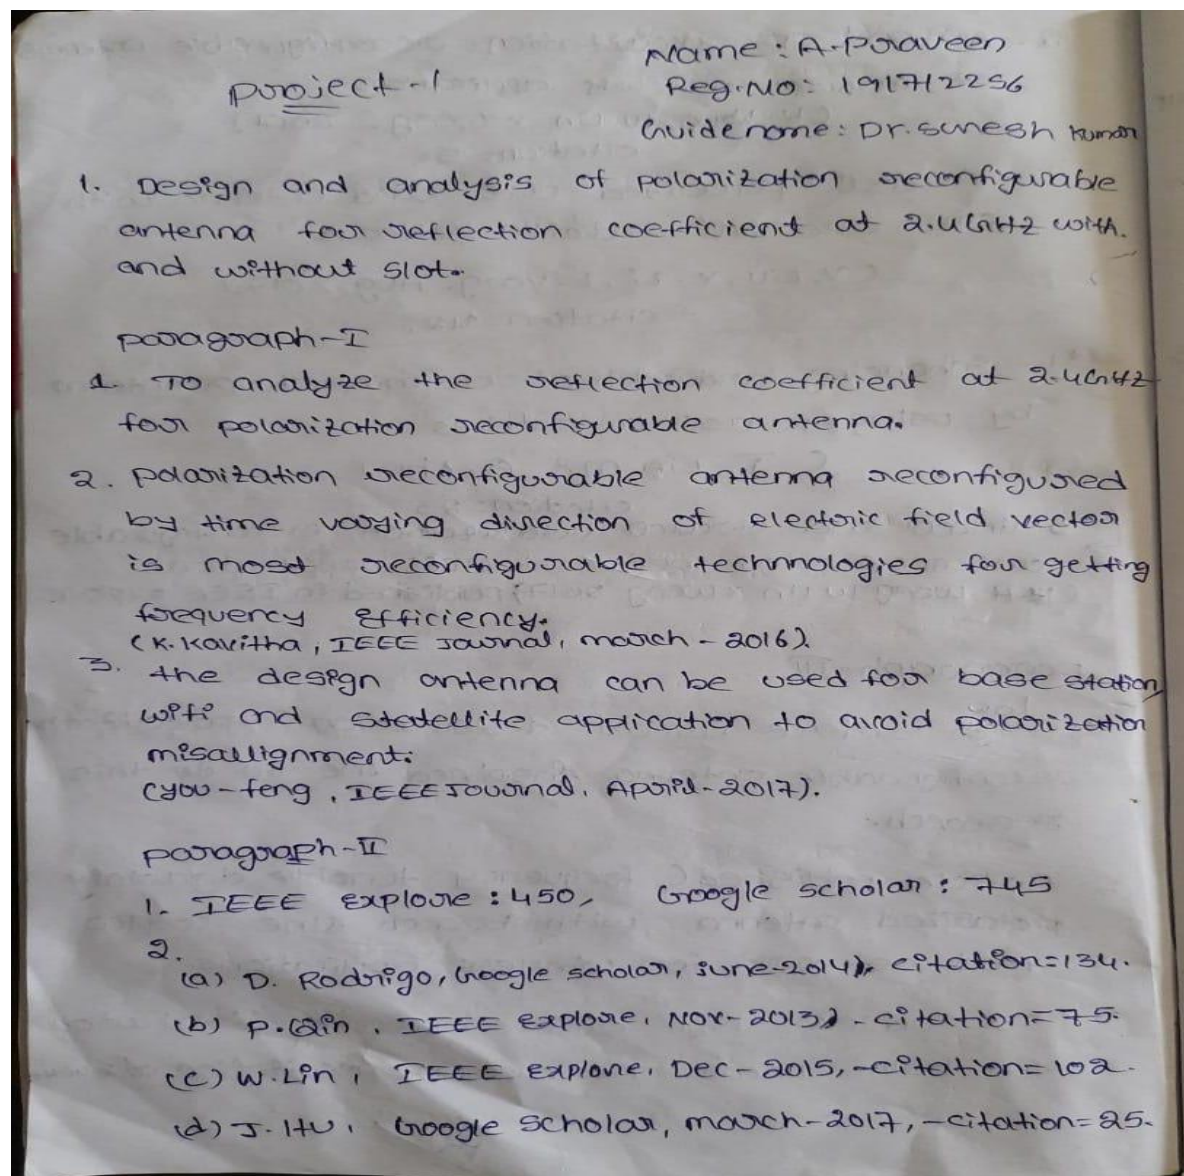 Name: A. Praveen
Project-1
Reg.No: 191712256
Guide name: Dr. Suresh Kumar
1. Design and analysis of polarization reconfigurable
antenna for reflection coefficient at 2.4GHz with.
and without slot.
paragraph-I
1. To analyze the reflection coefficient at 2.4GHz
for polarization reconfigurable antenna.
2. Polarization reconfigurable antenna reconfigured
by time varying direction of electric field vector
is most reconfigurable technnologies for getting
frequency efficiency.
(K. Kavitha, IEEE Journal, march - 2016).
3. the design antenna can be used for base station,
wifi and statellite application to avoid polarization
misallignment.
(you-feng, IEEE Journal, April-2017).
paragraph-II
1. IEEE explore: 450, Google scholar: 745
2.
(a) D. Rodrigo, Google scholar, june-2014), citation=134.
(b) P. Qin, IEEE explore, Nov-2013), - citation=75.
(c) W. Lin, IEEE explore, Dec-2015, -citation=102.
(d) J. Hu, Google scholar, march-2017, -citation=25.